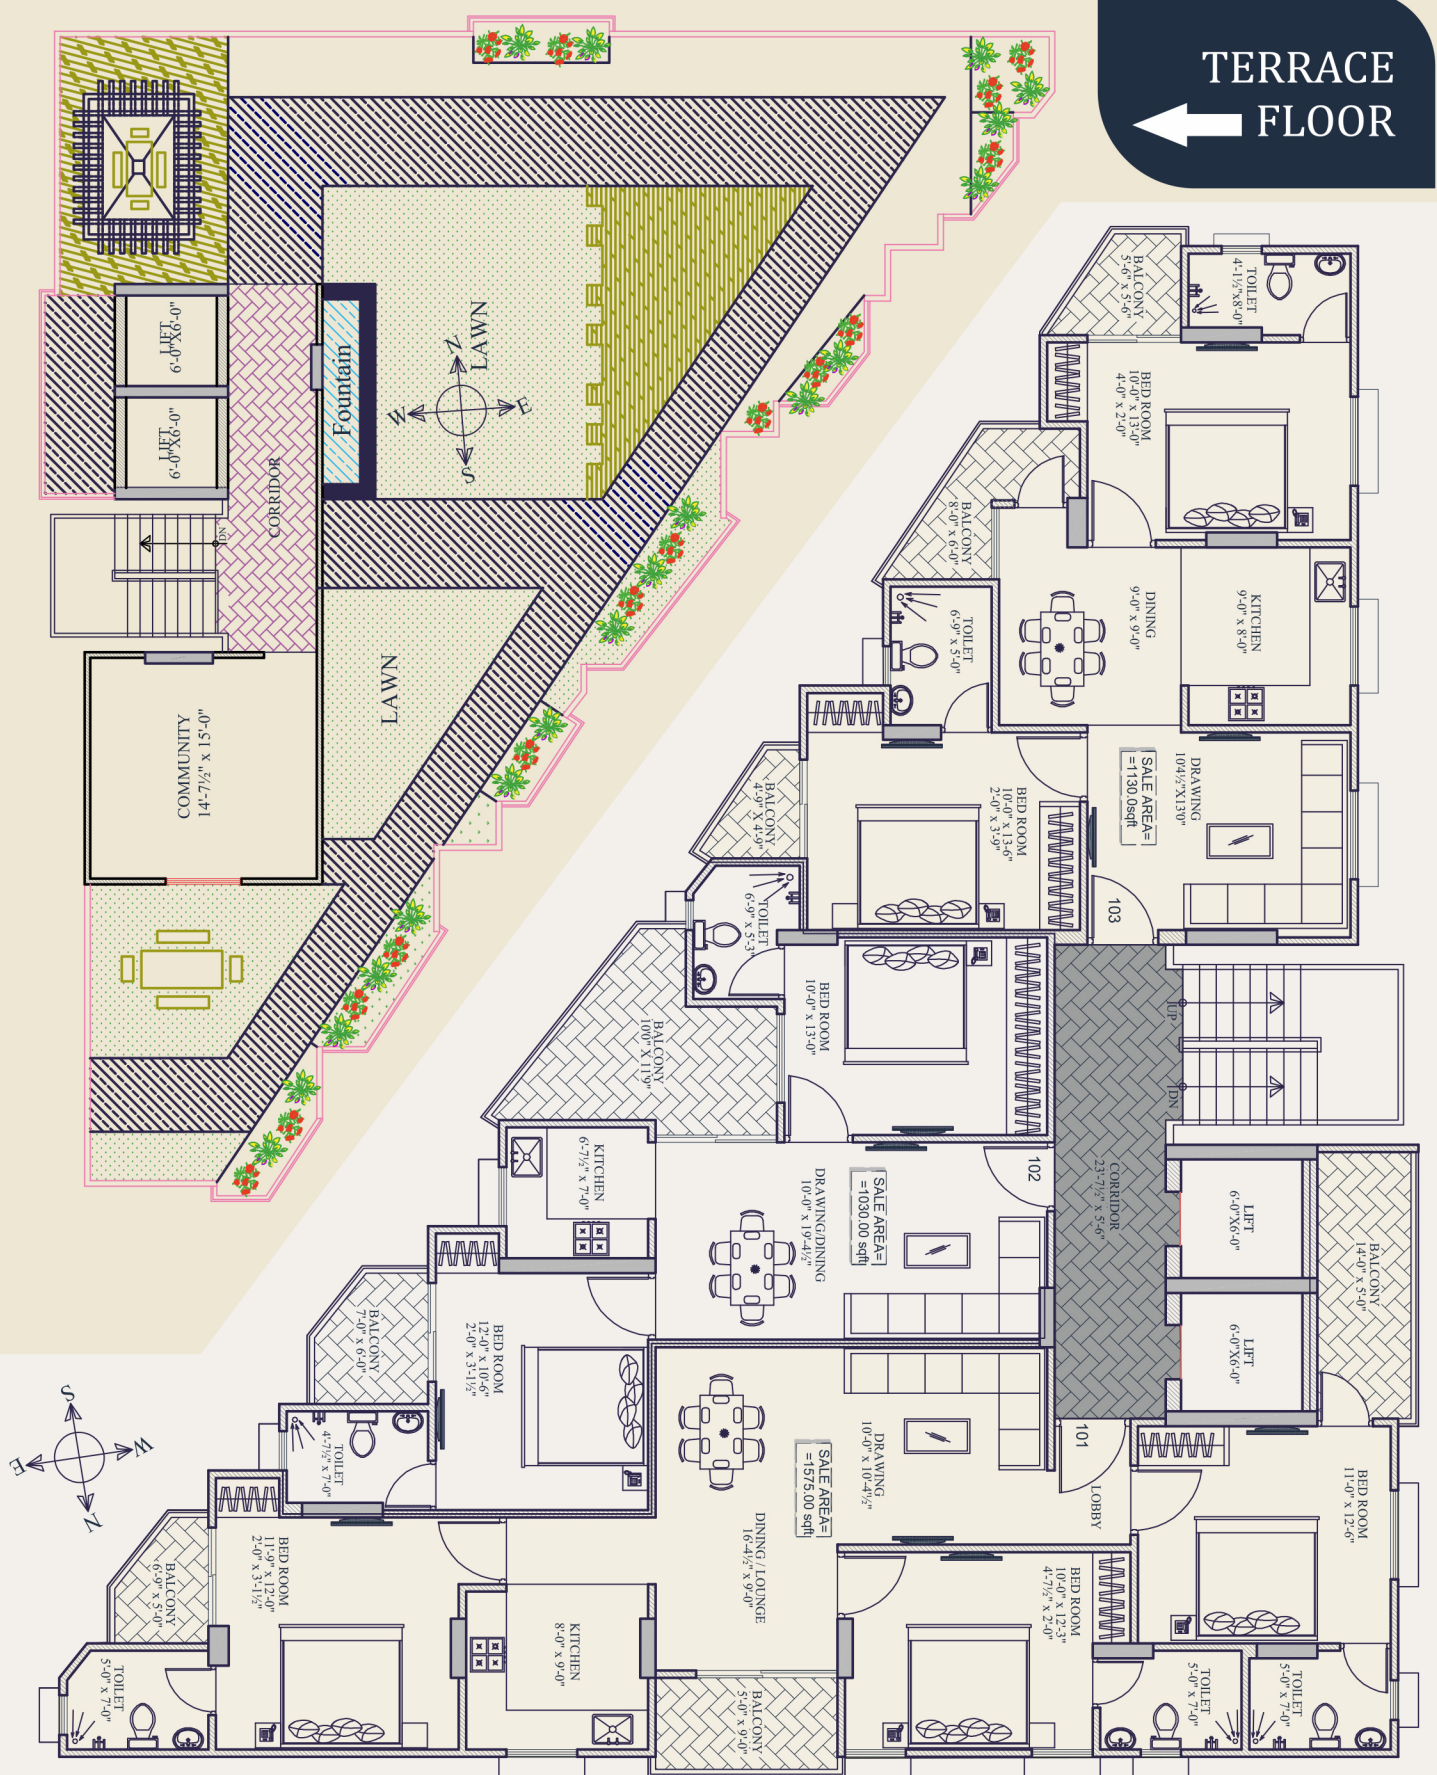 TERRACE
FLOOR
LIFT
6'-0"X6'-0"
LIFT
6'-0"X6'-0"
CORRIDOR
DN
Fountain
LAWN
N
W
E
S
LAWN
COMMUNITY
14'-7½" x 15'-0"
BALCONY
5'-6" x 5'-6"
TOILET
4'-1½"x8'-0"
BED ROOM
10'-0" x 13'-0"
4'-0" x 2'-0"
BALCONY
8'-0" x 6'-0"
TOILET
6'-9" x 5'-0"
DINING
9'-0" x 9'-0"
KITCHEN
9'-0" x 8'-0"
DRAWING
10'4½"X13'0"
SALE AREA=
=1130.0sqft
103
BED ROOM
10'-0" x 13'-6"
2'-0" x 3'-9"
BALCONY
4'-9" X 4'-9"
TOILET
6'-9" x 5'-3"
BED ROOM
10'-0" x 13'-0"
BALCONY
10'0" X 11'9"
UP
DN
CORRIDOR
23'-7½" x 5'-6"
102
SALE AREA=
=1030.00 sqft
DRAWING/DINING
10'-0" x 19'-4½"
KITCHEN
6'-7½" x 7'-0"
LIFT
6'-0"X6'-0"
LIFT
6'-0"X6'-0"
BALCONY
14'-0" x 5'-0"
BALCONY
7'-0" x 6'-0"
BED ROOM
12'-0" x 10'-6"
2'-0" x 3'-1½"
TOILET
4'-7½" x 7'-0"
101
LOBBY
DRAWING
10'-0" x 10'-4½"
SALE AREA=
=1575.00 sqft
DINING / LOUNGE
16'-4½" x 9'-0"
BED ROOM
11'-0" x 12'-6"
BED ROOM
10'-0" x 12'-3"
4'-7½" x 2'-0"
BED ROOM
11'-9" x 12'-0"
2'-0" x 3'-1½"
BALCONY
6'-9" x 5'-0"
TOILET
5'-0" x 7'-0"
KITCHEN
8'-0" x 9'-0"
BALCONY
5'-0" x 9'-0"
TOILET
5'-0" x 7'-0"
TOILET
5'-0" x 7'-0"
S
W
E
N